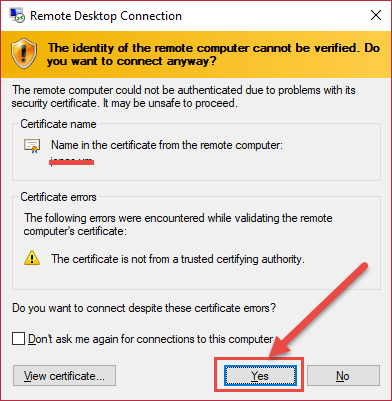 Remote Desktop Connection
The identity of the remote computer cannot be verified. Do
you want to connect anyway?
The remote computer could not be authenticated due to problems with its
security certificate. It may be unsafe to proceed.
Certificate name
Name in the certificate from the remote computer:
Certificate errors
The following errors were encountered while validating the remote
computer's certificate:
The certificate is not from a trusted certifying authority.
Do you want to connect despite these certificate errors?
Don't ask me again for connections to this computer
View certificate...
Yes
No